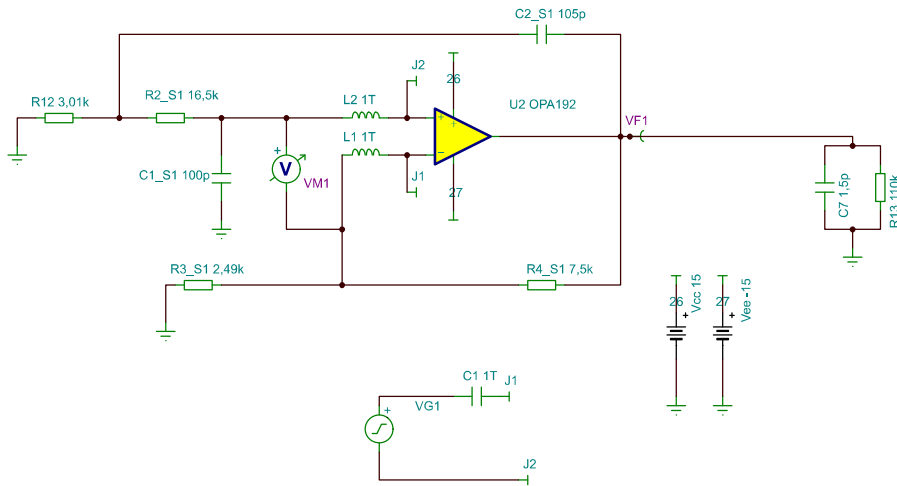 C2_S1 105p
J2
26
R12 3,01k
R2_S1 16,5k
L2 1T
U2 OPA192
+
+
VF1
L1 1T
-
+
V
C1_S1 100p
VM1
J1
27
C7 1,5p
R13 110k
R3_S1 2,49k
R4_S1 7,5k
26
Vcc 15
27
Vee -15
+
+
C1 1T
J1
+
VG1
J2